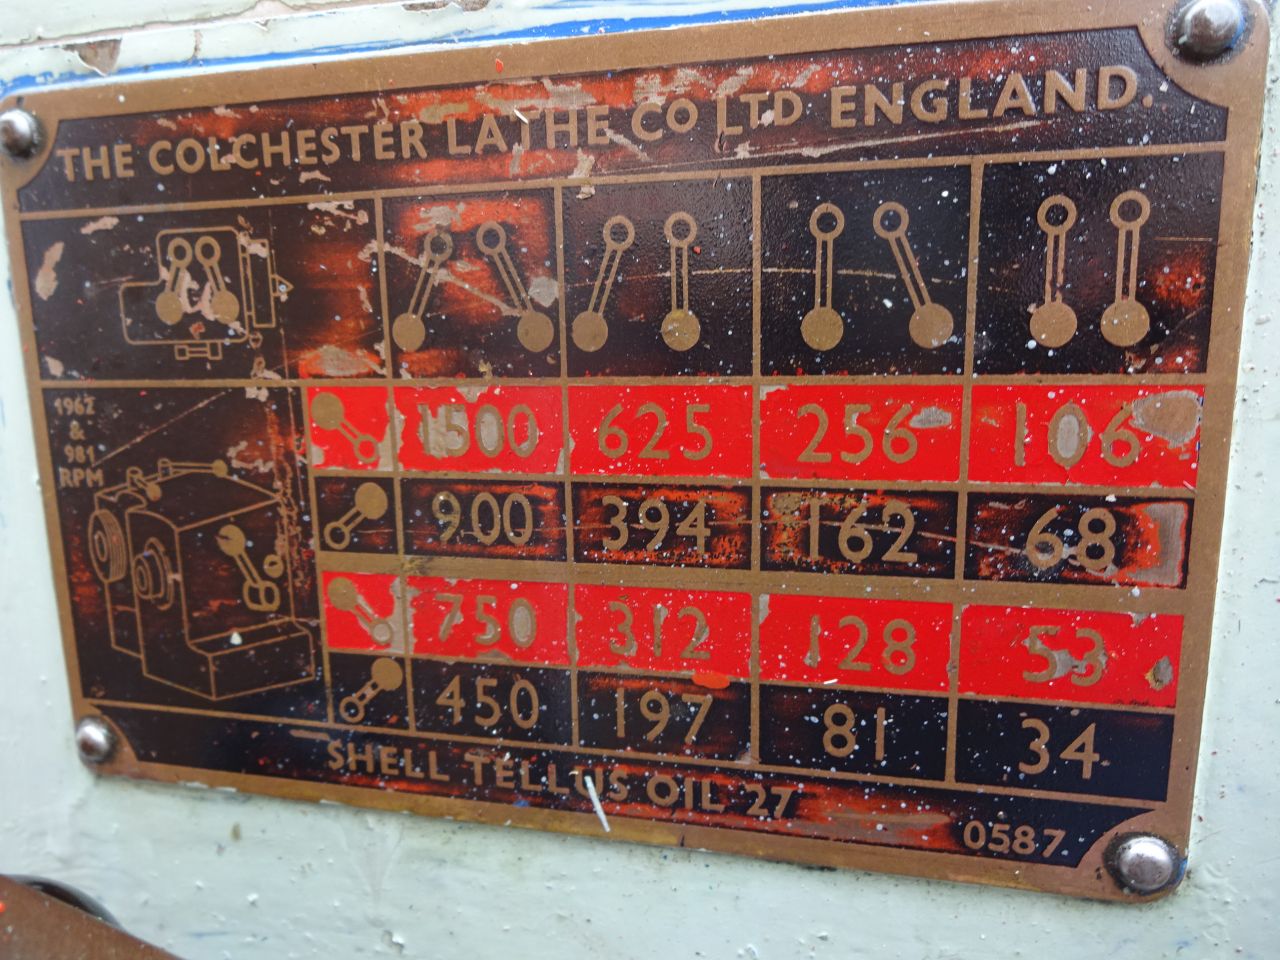 THE COLCHESTER LATHE CO LTD ENGLAND.
1962
&
981
RPM
1500 625 256 106
900 394 162 68
750 312 128 53
450 197 81 34
SHELL TELLUS OIL 27
0587